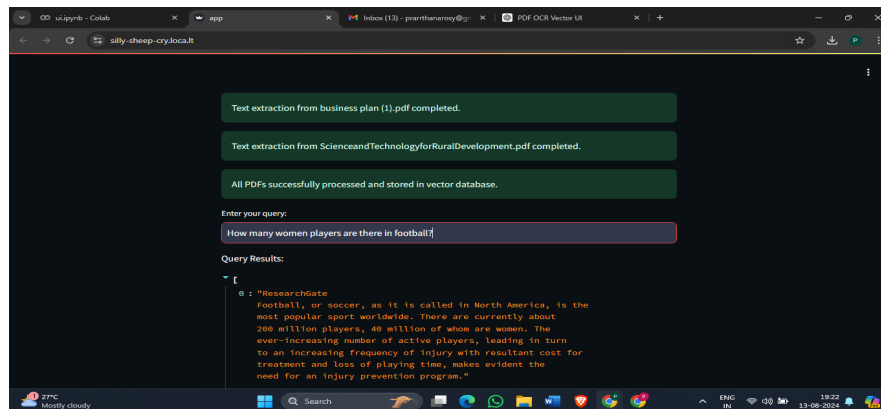 ui.ipynb - Colab
app
Inbox (13) - prarrthanarosy@gm
PDF OCR Vector UI
silly-sheep-cry.loca.lt
P
Text extraction from business plan (1).pdf completed.
Text extraction from ScienceandTechnologyforRuralDevelopment.pdf completed.
All PDFs successfully processed and stored in vector database.
Enter your query:
How many women players are there in football?
Query Results:
[
0 : "ResearchGate
Football, or soccer, as it is called in North America, is the
most popular sport worldwide. There are currently about
200 million players, 40 million of whom are women. The
ever-increasing number of active players, leading in turn
to an increasing frequency of injury with resultant cost for
treatment and loss of playing time, makes evident the
need for an injury prevention program."
27°C
Mostly cloudy
Search
ENG
IN
19:22
13-08-2024